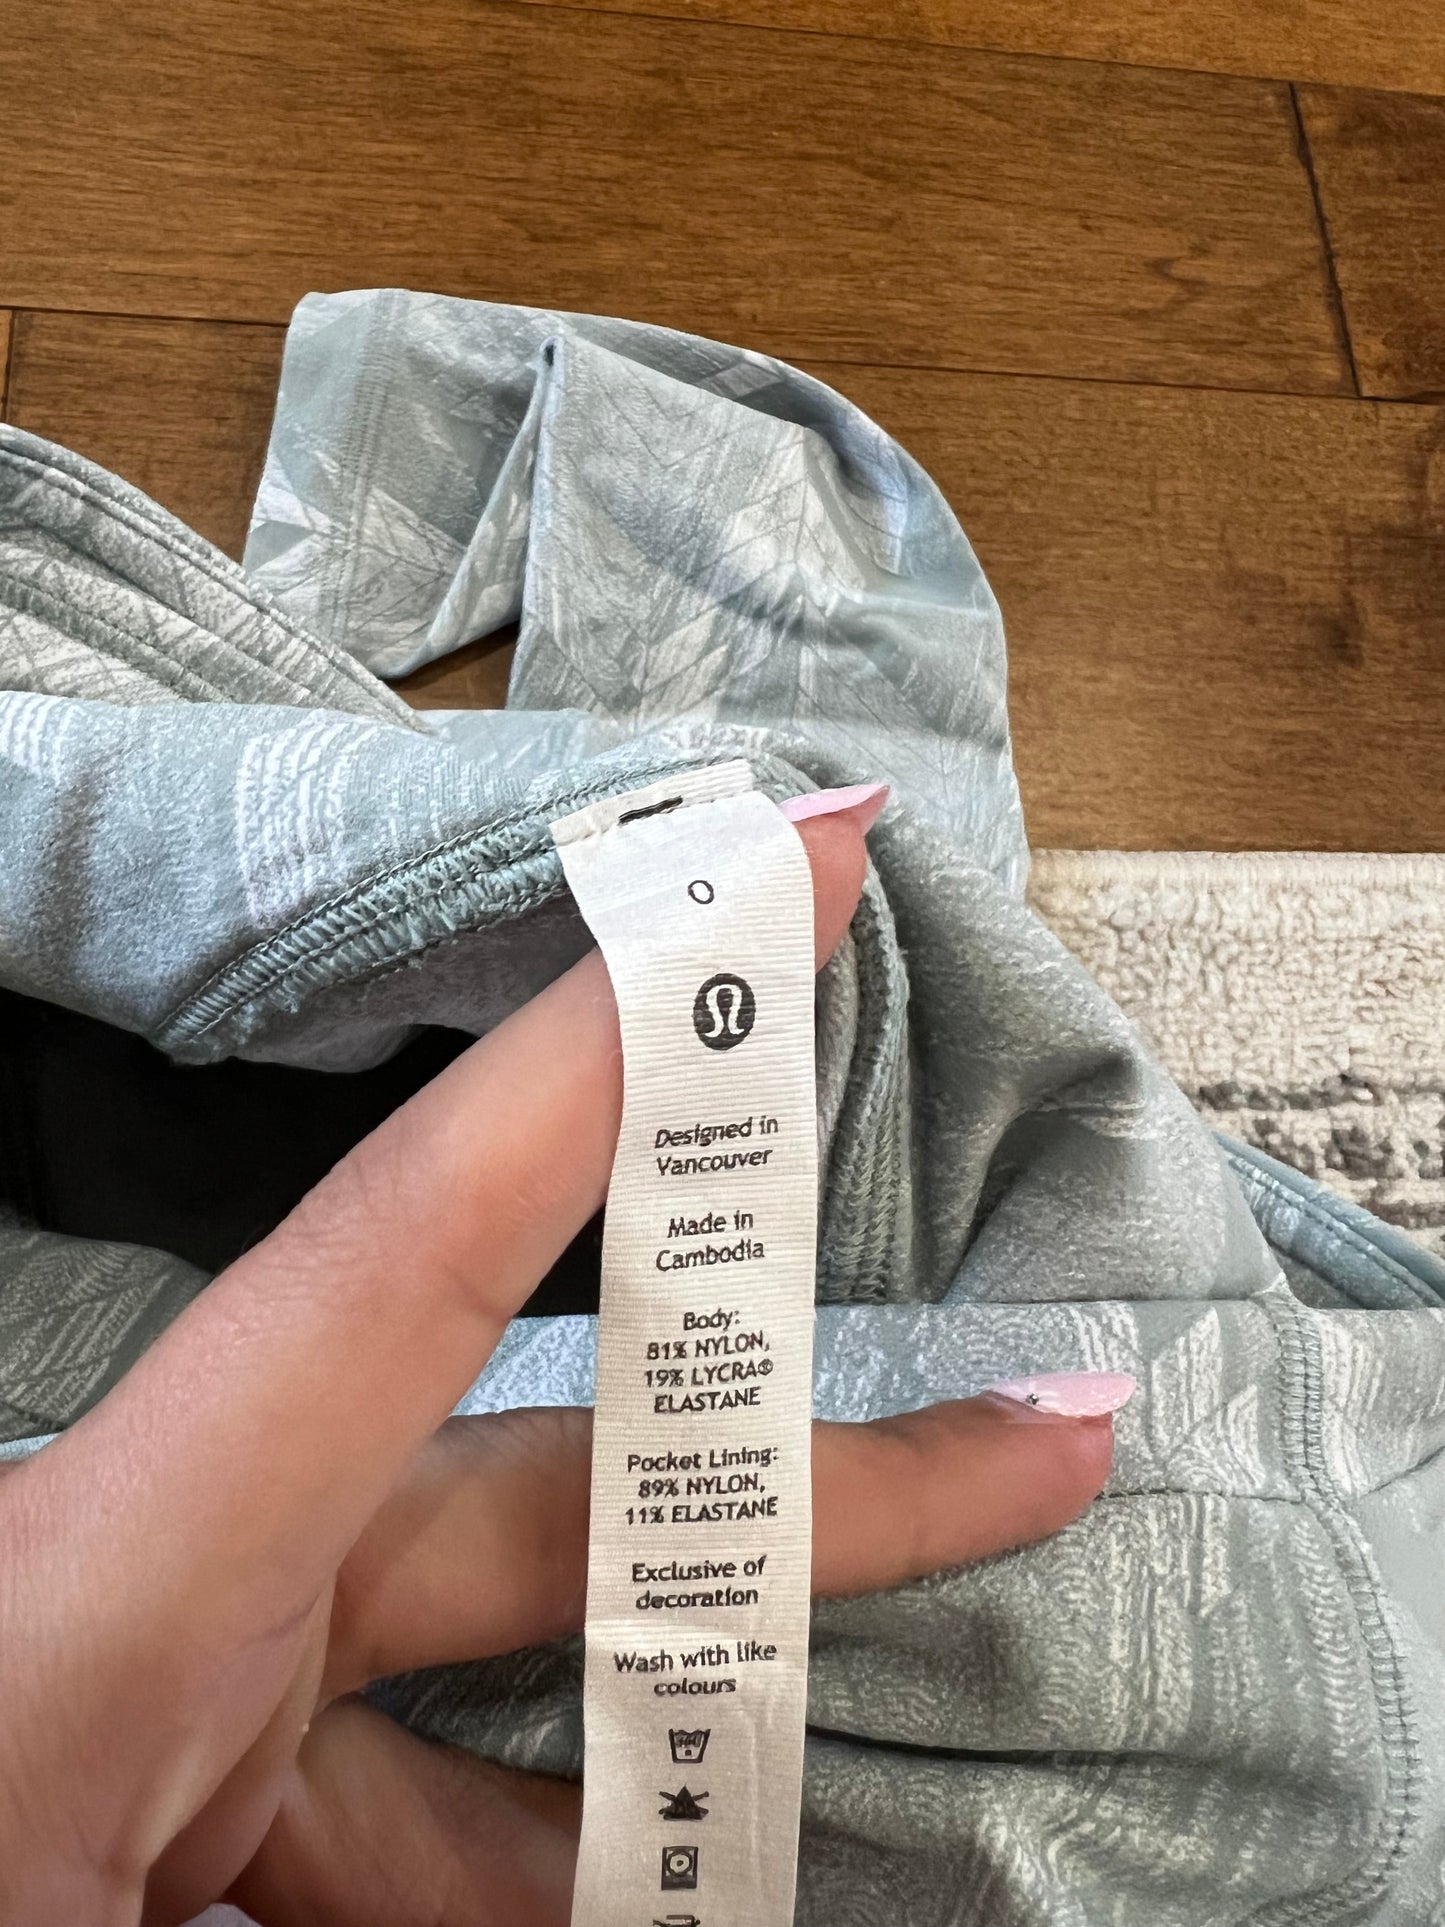 0
Designed in
Vancouver
Made in
Cambodia
Body:
81% NYLON,
19% LYCRA®
ELASTANE
Pocket Lining:
89% NYLON,
11% ELASTANE
Exclusive of
decoration
Wash with like
colours